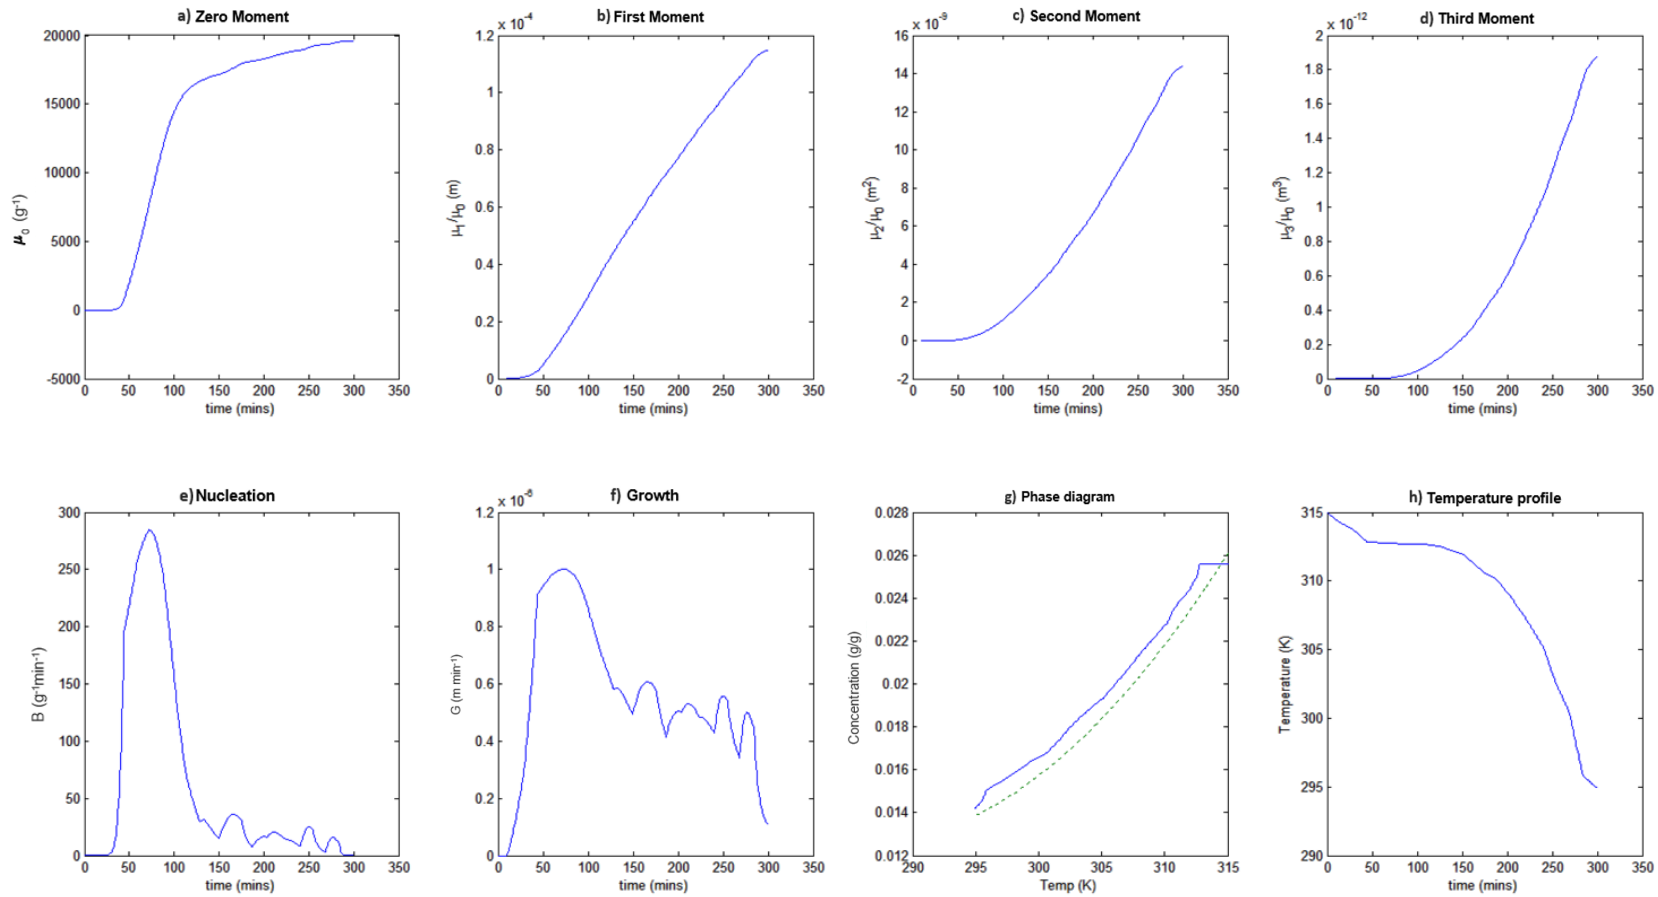 a) Zero Moment
20000
15000
10000
5000
0
-5000
μ0 (g-1)
0 50 100 150 200 250 300 350
time (mins)
b) First Moment
x 10-4
1.2
1
0.8
0.6
0.4
0.2
0
μ1/μ0 (m)
0 50 100 150 200 250 300 350
time (mins)
c) Second Moment
x 10-9
16
14
12
10
8
6
4
2
0
-2
μ2/μ0 (m2)
0 50 100 150 200 250 300 350
time (mins)
d) Third Moment
x 10-12
2
1.8
1.6
1.4
1.2
1
0.8
0.6
0.4
0.2
0
μ3/μ0 (m3)
0 50 100 150 200 250 300 350
time (mins)
e) Nucleation
300
250
200
150
100
50
0
B (g-1min-1)
0 50 100 150 200 250 300 350
time (mins)
f) Growth
1.2
1
0.8
0.6
0.4
0.2
0
G (m min-1)
0 50 100 150 200 250 300 350
time (mins)
g) Phase diagram
0.028
0.026
0.024
0.022
0.02
0.018
0.016
0.014
0.012
Concentration (g/g)
290 295 300 305 310 315
Temp (K)
h) Temperature profile
315
310
305
300
295
290
Temperature (K)
0 50 100 150 200 250 300 350
time (mins)